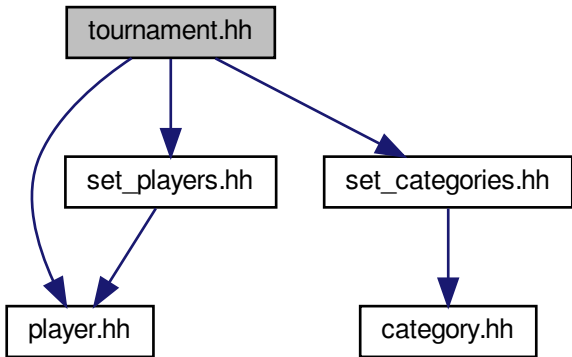 tournament.hh
set_players.hh
set_categories.hh
player.hh
category.hh